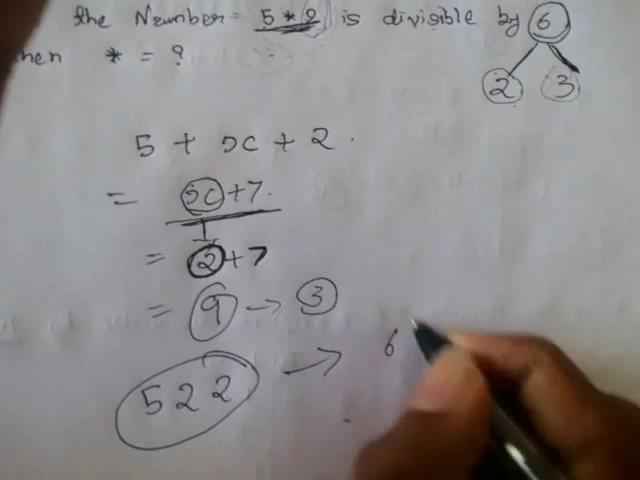 the Number 5 * 2 is divisible by 6
then * = ?
2 3
5 + x + 2
= x + 7
= 2 + 7
= 9 → 3
522 → 6